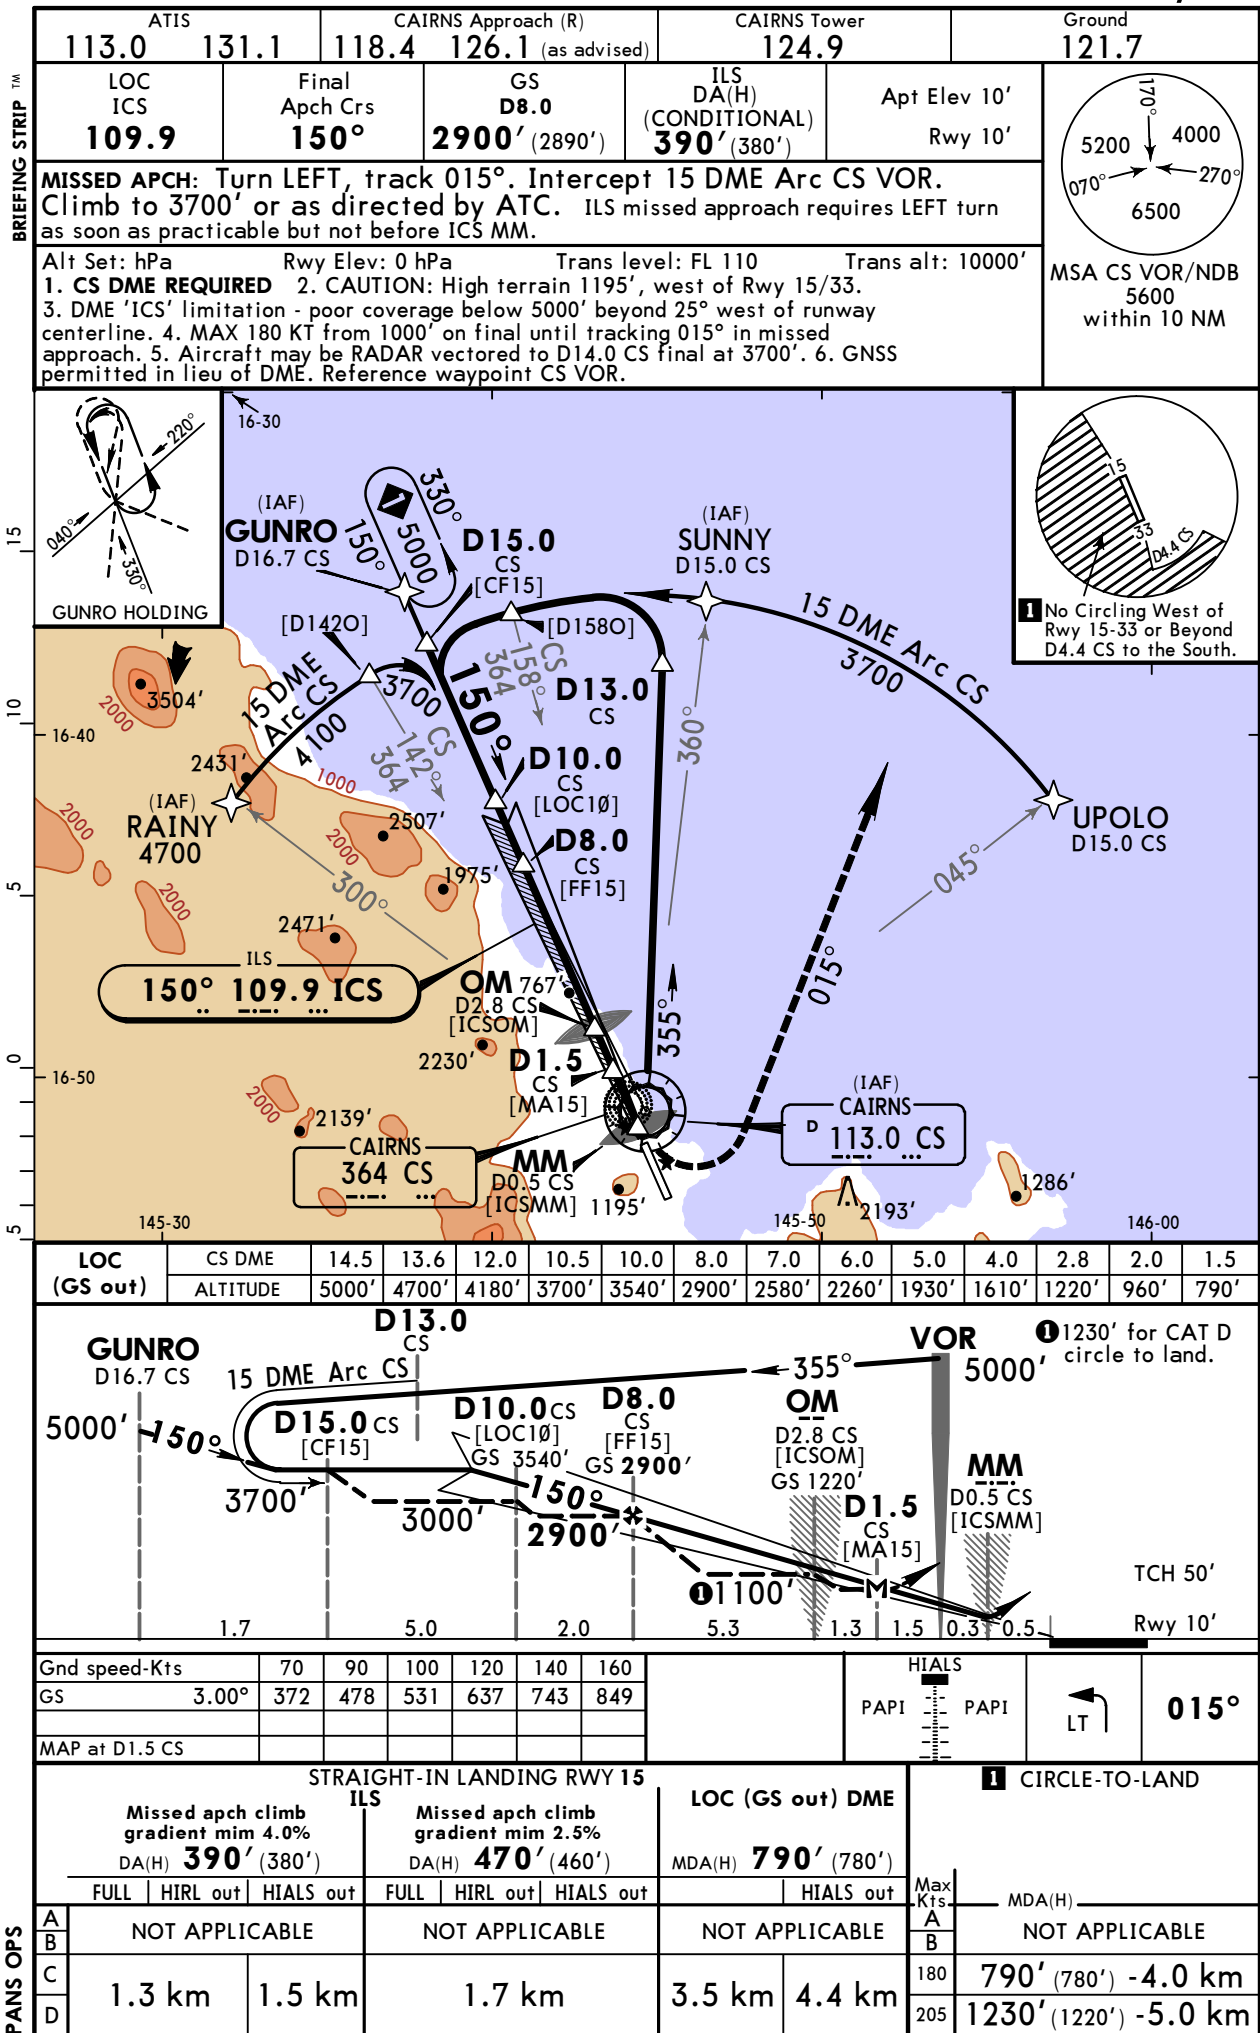 ATIS
113.0 131.1
CAIRNS Approach (R)
118.4 126.1 (as advised)
CAIRNS Tower
124.9
Ground
121.7
BRIEFING STRIP ™
LOC
ICS
109.9
Final
Apch Crs
150°
GS
D8.0
2900' (2890')
ILS
DA(H)
(CONDITIONAL)
390' (380')
Apt Elev 10'
Rwy 10'
MISSED APCH: Turn LEFT, track 015°. Intercept 15 DME Arc CS VOR.
Climb to 3700' or as directed by ATC. ILS missed approach requires LEFT turn
as soon as practicable but not before ICS MM.
Alt Set: hPa Rwy Elev: 0 hPa Trans level: FL 110 Trans alt: 10000'
1. CS DME REQUIRED 2. CAUTION: High terrain 1195', west of Rwy 15/33.
3. DME 'ICS' limitation - poor coverage below 5000' beyond 25° west of runway
centerline. 4. MAX 180 KT from 1000' on final until tracking 015° in missed
approach. 5. Aircraft may be RADAR vectored to D14.0 CS final at 3700'. 6. GNSS
permitted in lieu of DME. Reference waypoint CS VOR.
170°
5200
4000
070°
270°
6500
MSA CS VOR/NDB
5600
within 10 NM
220°
040°
330°
GUNRO HOLDING
16-30
(IAF)
GUNRO
D16.7 CS
150°
5000
330°
D15.0
CS
[CF15]
(IAF)
SUNNY
D15.0 CS
15
33
D4.4 CS
1 No Circling West of
Rwy 15-33 or Beyond
D4.4 CS to the South.
[D142O]
[D158O]
15 DME Arc CS
3700
3504'
2000
15 DME
Arc CS
4100
3700
CS
158°
364
D13.0
CS
150°
CS
142°
364
360°
16-40
2431'
1000
D10.0
CS
[LOC1Ø]
(IAF)
RAINY
4700
2000
2507'
2000
D8.0
CS
[FF15]
UPOLO
D15.0 CS
1975'
300°
045°
2000
2471'
ILS
150° 109.9 ICS
OM 767'
D2.8 CS
[ICSOM]
015°
355°
2230'
D1.5
CS
[MA15]
16-50
2000
2139'
(IAF)
CAIRNS
D 113.0 CS
CAIRNS
364 CS
MM
D0.5 CS
[ICSMM]
1195'
1286'
2193'
145-30
145-50
146-00
15
10
5
0
5
LOC
(GS out)
CS DME 14.5 13.6 12.0 10.5 10.0 8.0 7.0 6.0 5.0 4.0 2.8 2.0 1.5
ALTITUDE 5000' 4700' 4180' 3700' 3540' 2900' 2580' 2260' 1930' 1610' 1220' 960' 790'
GUNRO
D16.7 CS
D13.0
CS
15 DME Arc CS
355°
VOR
5000'
1 1230' for CAT D
circle to land.
5000'
150°
D15.0 CS
[CF15]
D10.0 CS
[LOC1Ø]
GS 3540'
D8.0
CS
[FF15]
GS 2900'
OM
D2.8 CS
[ICSOM]
GS 1220'
MM
D0.5 CS
[ICSMM]
3700'
150°
D1.5
CS
[MA15]
3000'
2900'
1 1100'
M
TCH 50'
Rwy 10'
1.7 5.0 2.0 5.3 1.3 1.5 0.3 0.5
Gnd speed-Kts 70 90 100 120 140 160
GS 3.00° 372 478 531 637 743 849
MAP at D1.5 CS
HIALS
PAPI PAPI
LT
015°
STRAIGHT-IN LANDING RWY 15
ILS
Missed apch climb
gradient mim 4.0%
DA(H) 390' (380')
Missed apch climb
gradient mim 2.5%
DA(H) 470' (460')
LOC (GS out) DME
MDA(H) 790' (780')
1 CIRCLE-TO-LAND
FULL HIRL out HIALS out FULL HIRL out HIALS out HIALS out
Max
Kts
MDA(H)
PANS OPS
A
B
NOT APPLICABLE NOT APPLICABLE NOT APPLICABLE
A
B
NOT APPLICABLE
C
D
1.3 km 1.5 km 1.7 km 3.5 km 4.4 km
180 790' (780') -4.0 km
205 1230' (1220') -5.0 km